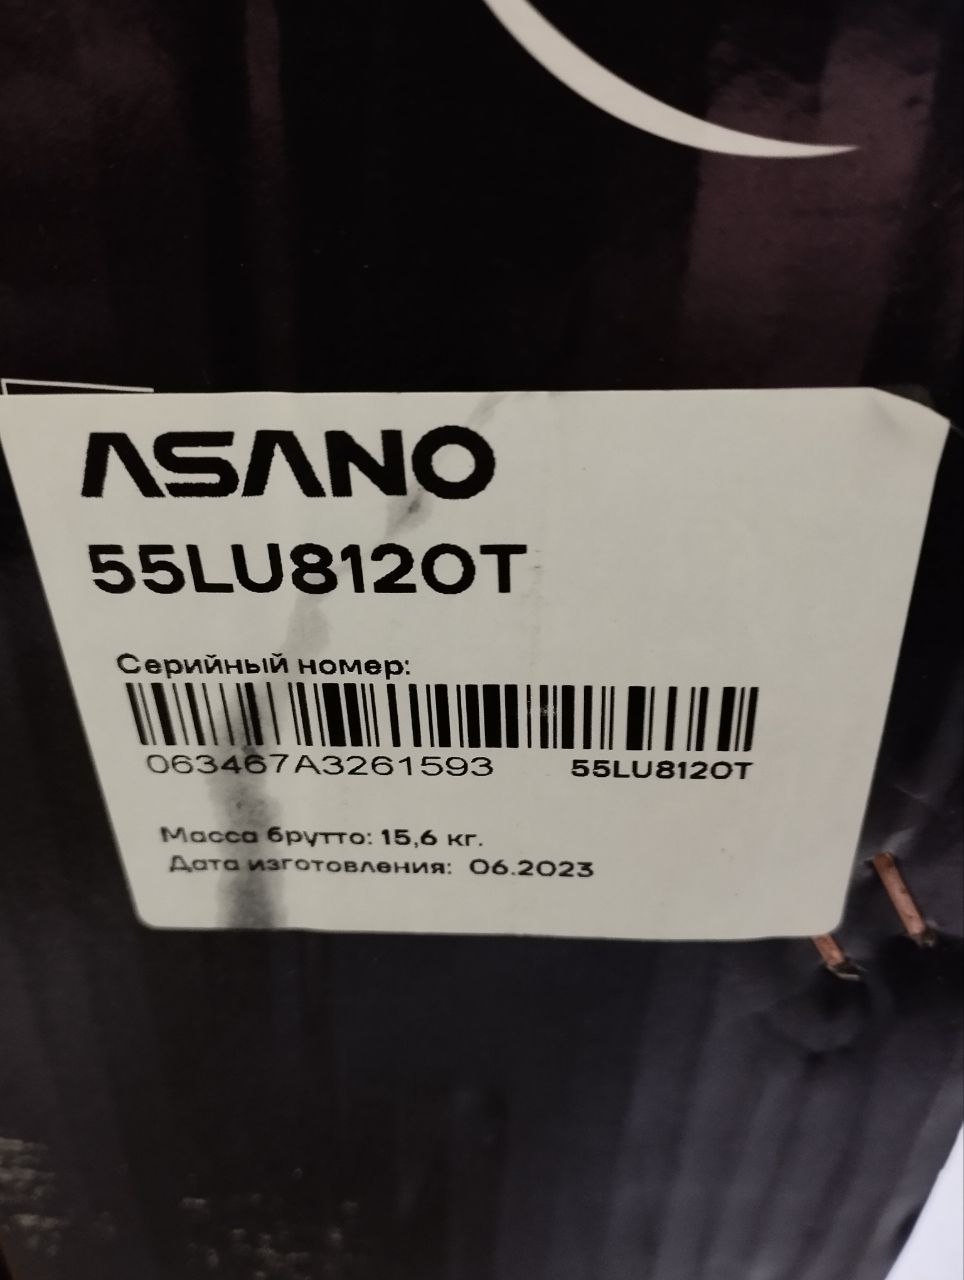 ASANO
55LU8120T
Серийный номер:
063467A3261593 55LU8120T
Масса брутто: 15,6 кг.
Дата изготовления: 06.2023